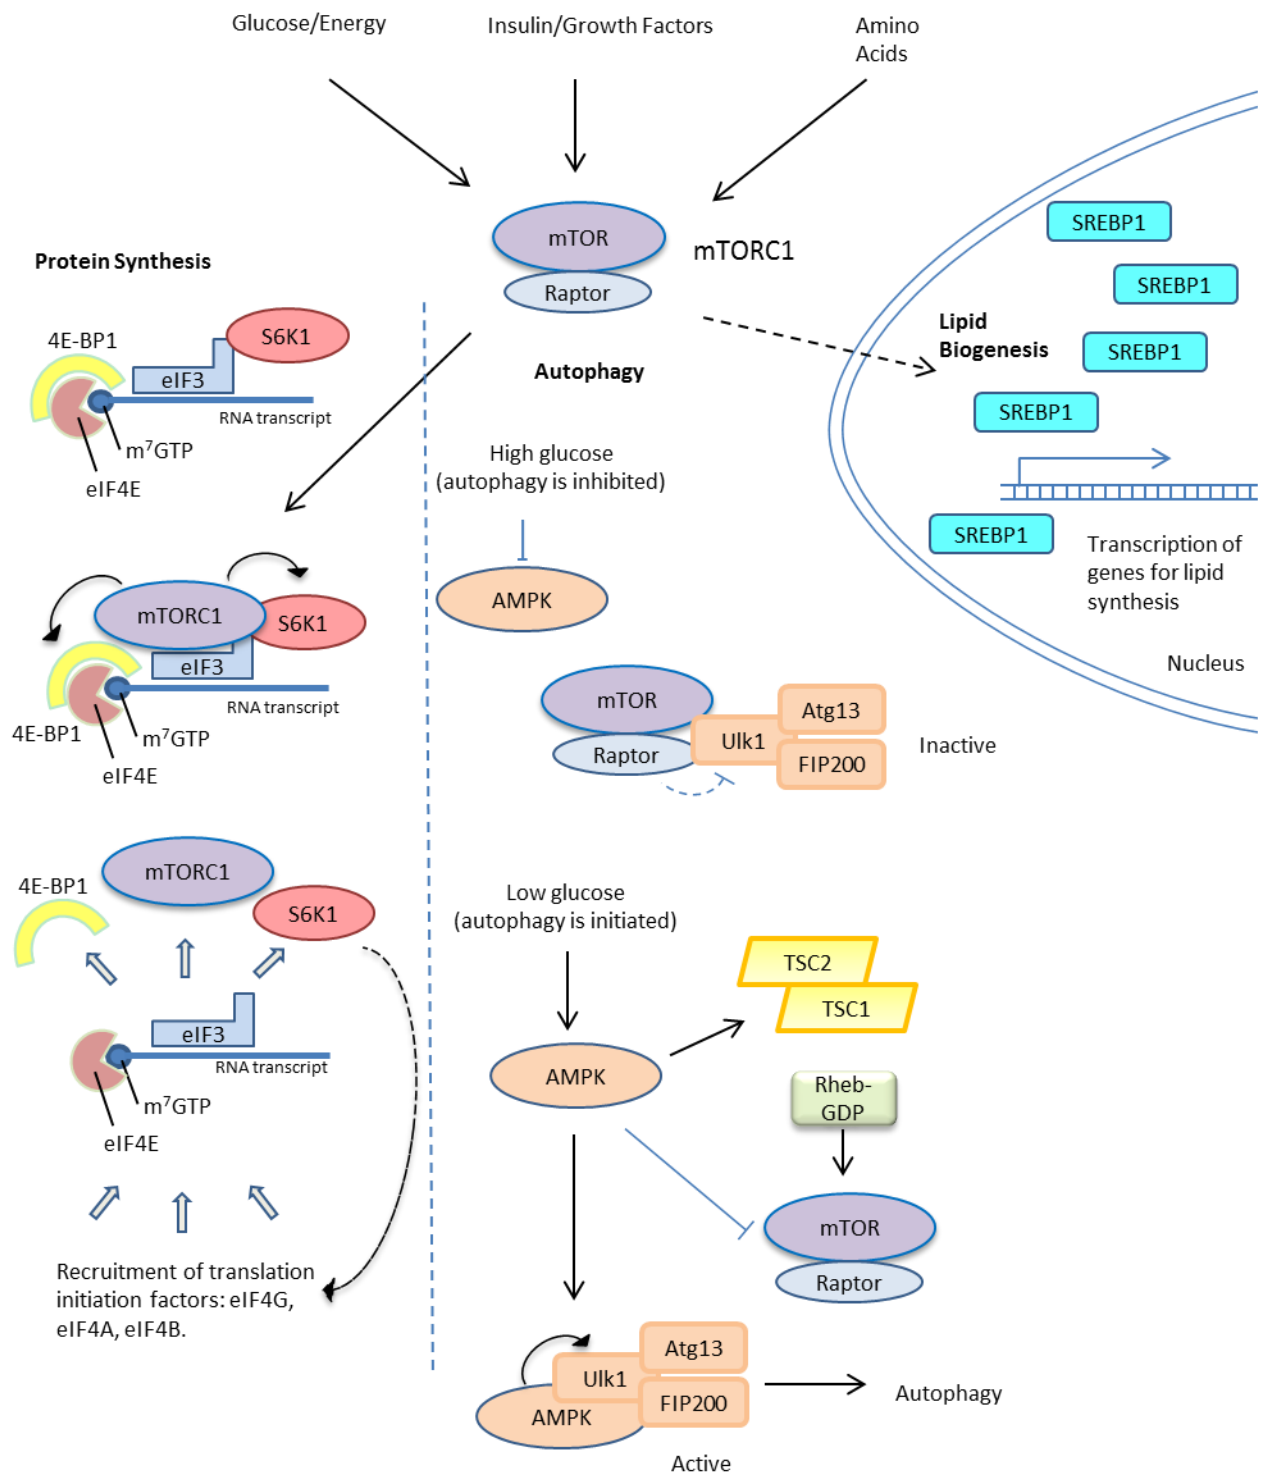 Glucose/Energy
Insulin/Growth Factors
Amino
Acids
mTOR
Raptor
mTORC1
Protein Synthesis
4E-BP1
S6K1
eIF3
RNA transcript
m⁷GTP
eIF4E
mTORC1
S6K1
eIF3
RNA transcript
4E-BP1
m⁷GTP
eIF4E
mTORC1
4E-BP1
S6K1
eIF3
RNA transcript
m⁷GTP
eIF4E
Recruitment of translation
initiation factors: eIF4G,
eIF4A, eIF4B.
Autophagy
High glucose
(autophagy is inhibited)
AMPK
mTOR
Raptor
Ulk1
Atg13
FIP200
Inactive
Low glucose
(autophagy is initiated)
TSC2
TSC1
AMPK
Rheb-
GDP
mTOR
Raptor
Atg13
Ulk1
FIP200
AMPK
Autophagy
Active
SREBP1
SREBP1
Lipid
Biogenesis
SREBP1
SREBP1
SREBP1
Transcription of
genes for lipid
synthesis
Nucleus